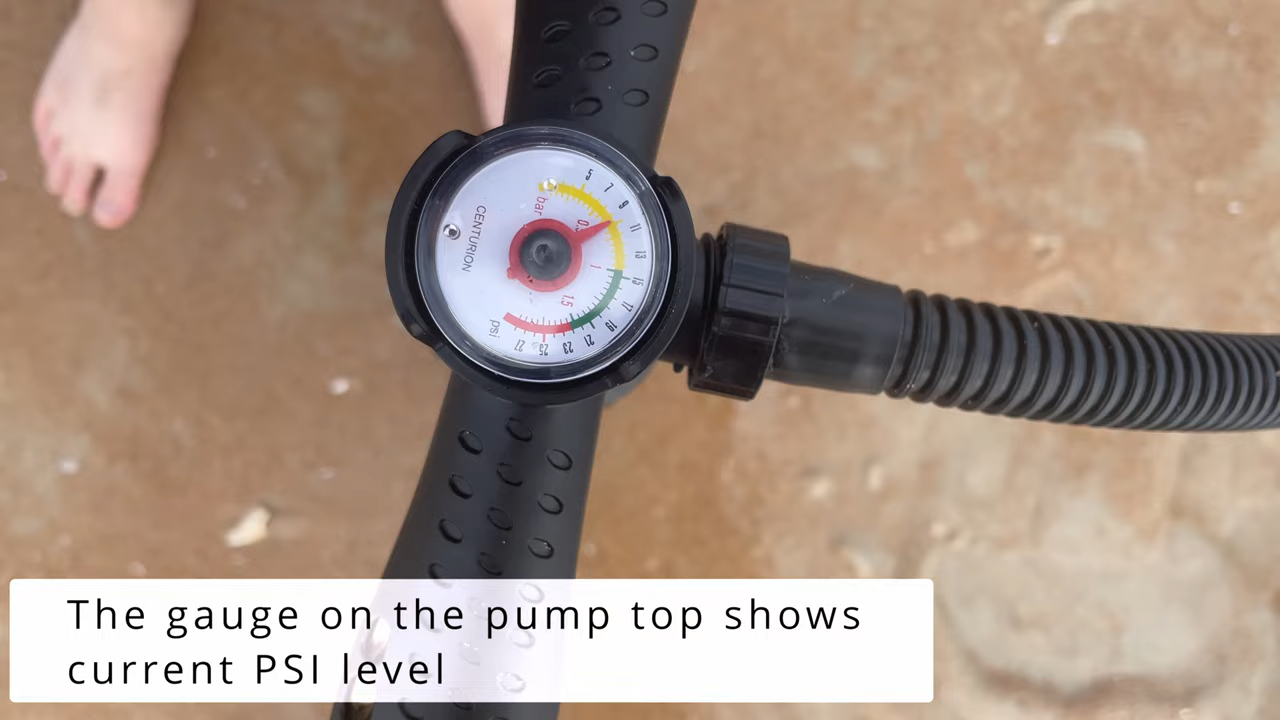 5
7
9
11
13
15
17
19
21
23
25
27
psi
bar
1
1.5
CENTURION
The gauge on the pump top shows
current PSI level